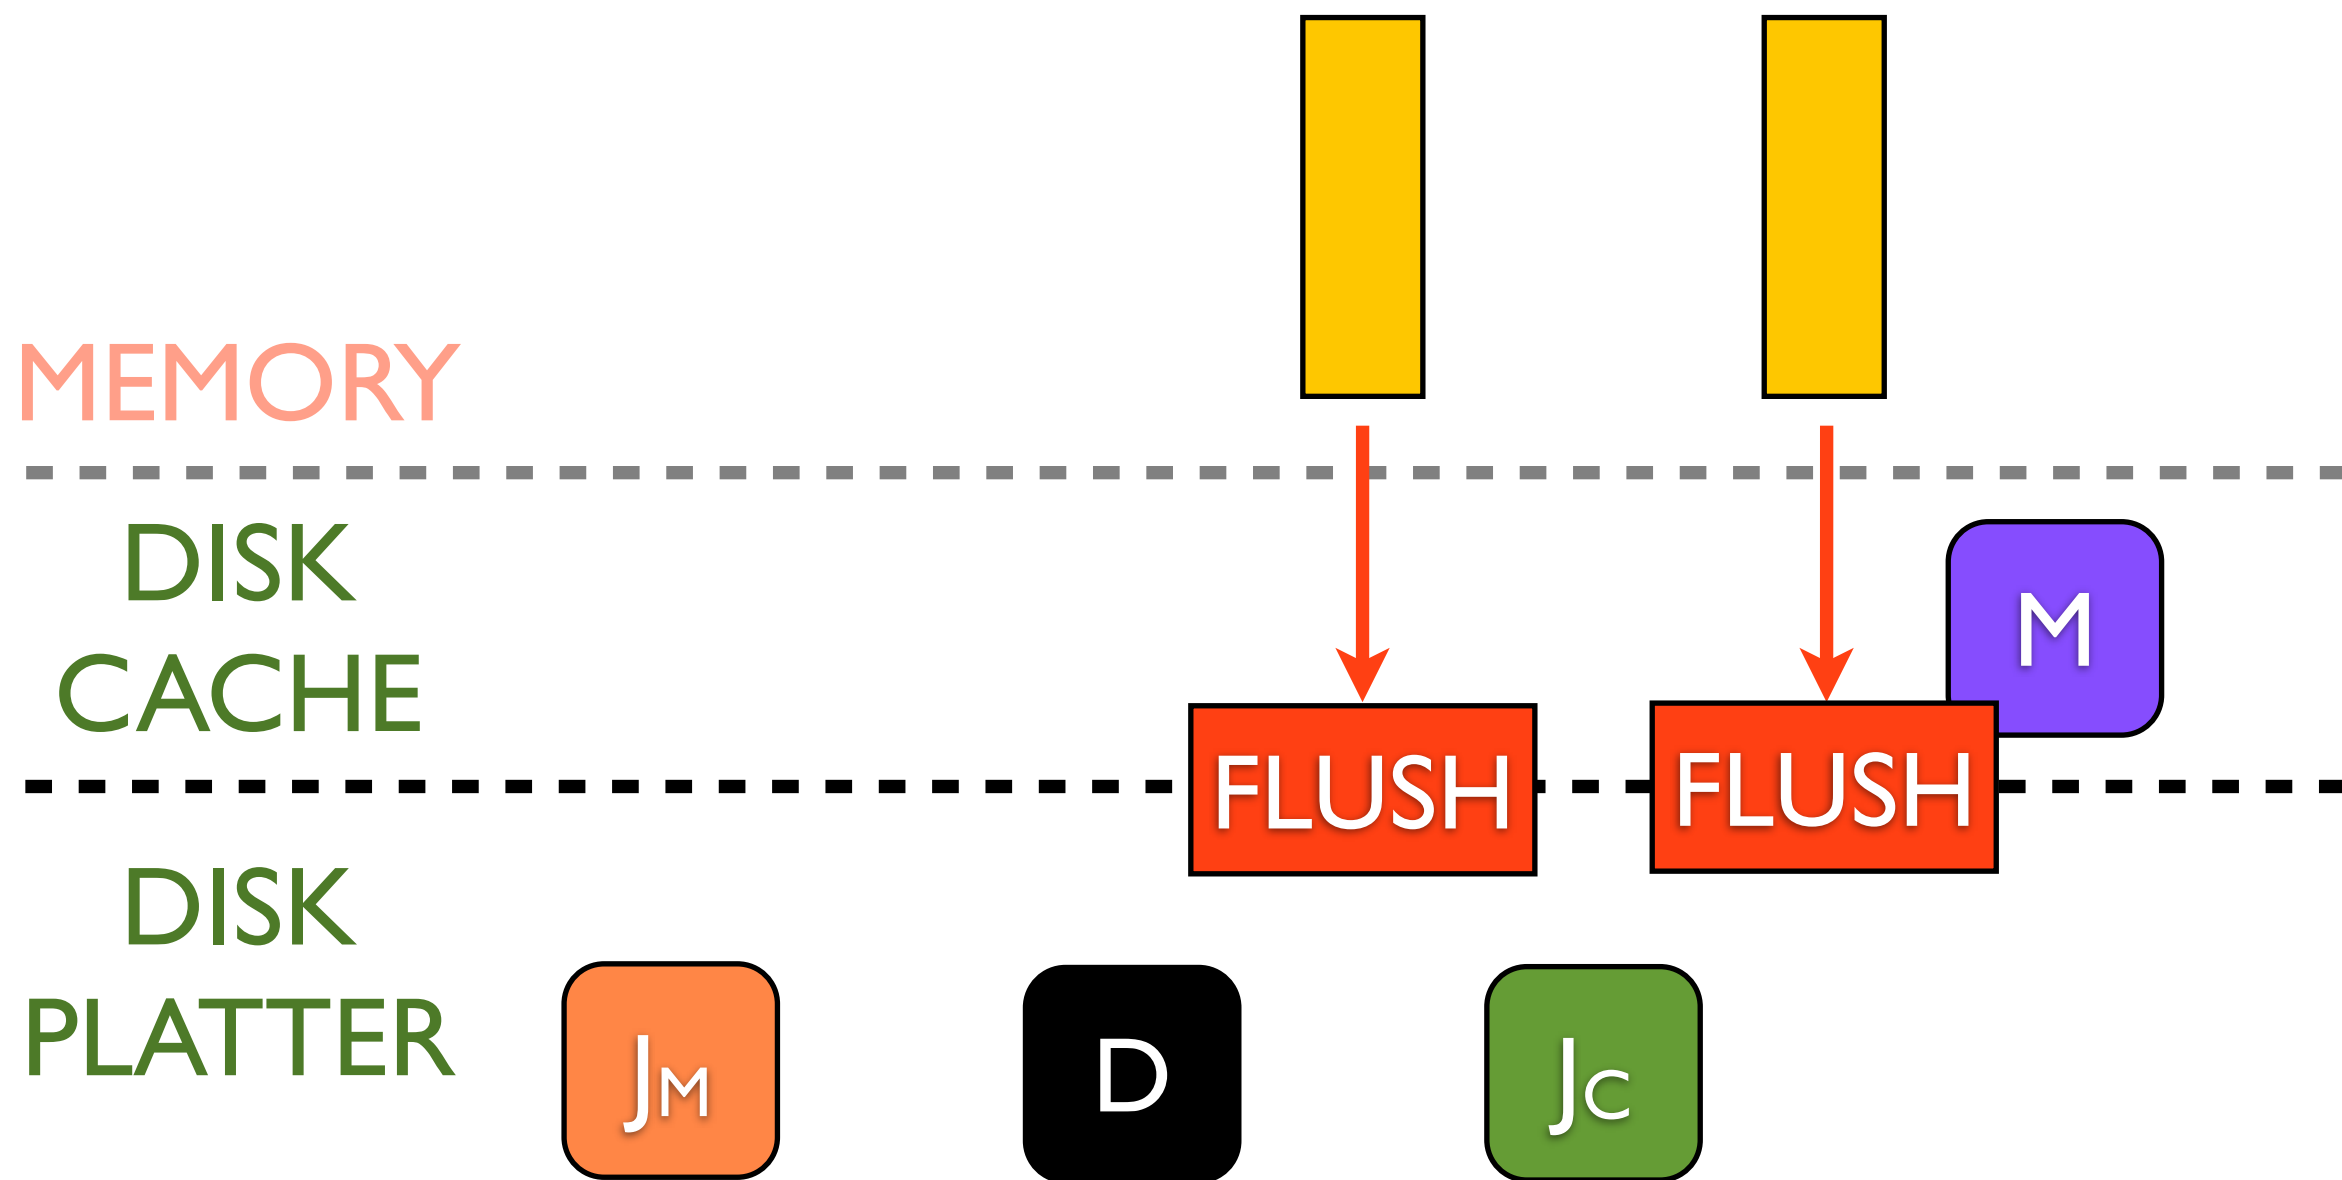 MEMORY
DISK
CACHE
M
FLUSH
FLUSH
DISK
PLATTER
JM
D
JC